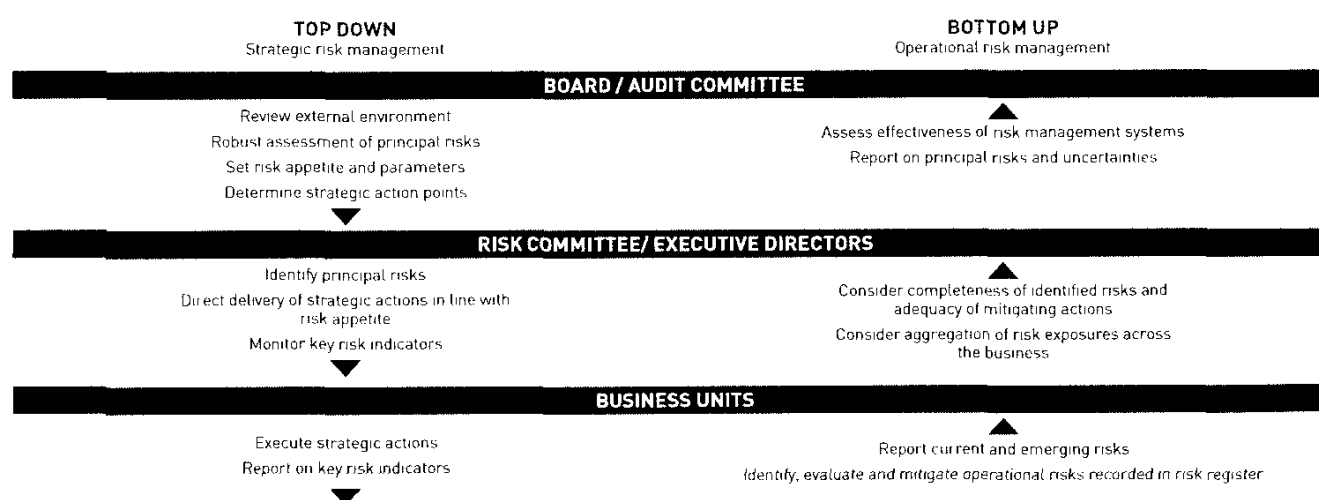 TOP DOWN
Strategic risk management
BOTTOM UP
Operational risk management
BOARD / AUDIT COMMITTEE
Review external environment
Robust assessment of principal risks
Set risk appetite and parameters
Determine strategic action points
Assess effectiveness of risk management systems
Report on principal risks and uncertainties
RISK COMMITTEE/ EXECUTIVE DIRECTORS
Identify principal risks
Direct delivery of strategic actions in line with
risk appetite
Monitor key risk indicators
Consider completeness of identified risks and
adequacy of mitigating actions
Consider aggregation of risk exposures across
the business
BUSINESS UNITS
Execute strategic actions
Report on key risk indicators
Report current and emerging risks
Identify, evaluate and mitigate operational risks recorded in risk register